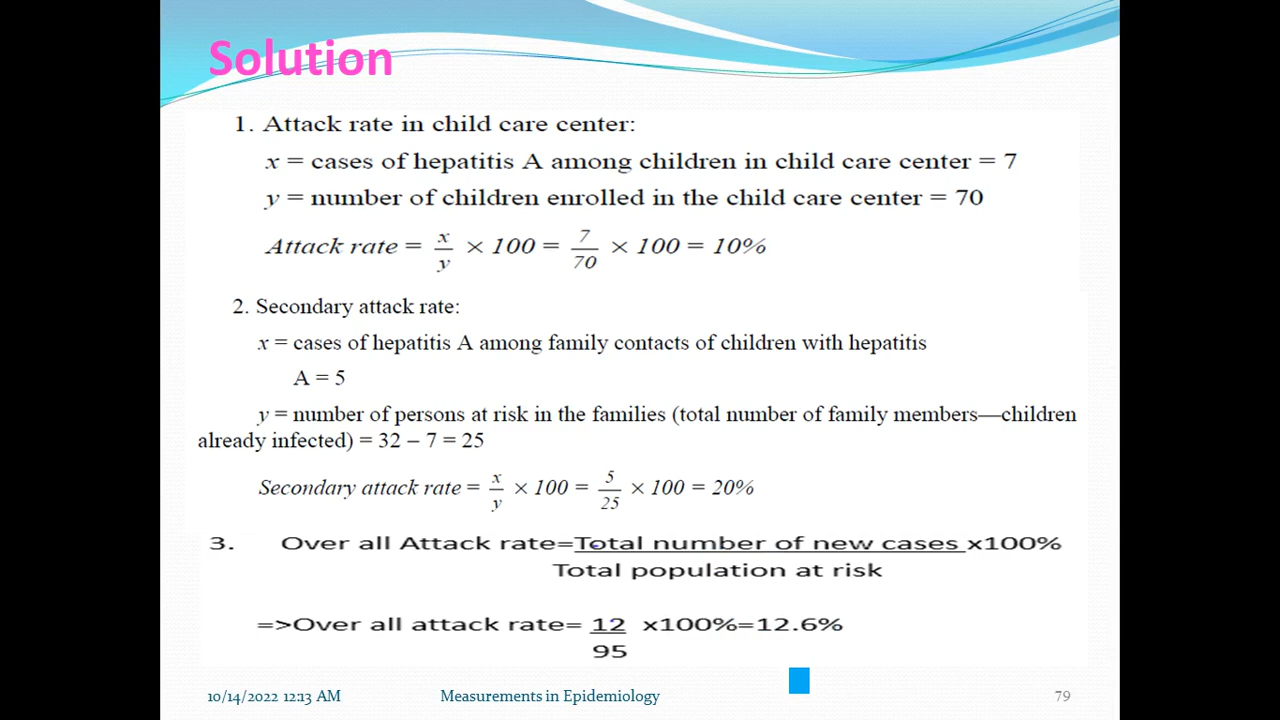 Solution
1. Attack rate in child care center:
x = cases of hepatitis A among children in child care center = 7
y = number of children enrolled in the child care center = 70
Attack rate = x/y × 100 = 7/70 × 100 = 10%
2. Secondary attack rate:
x = cases of hepatitis A among family contacts of children with hepatitis
A = 5
y = number of persons at risk in the families (total number of family members—children
already infected) = 32 – 7 = 25
Secondary attack rate = x/y × 100 = 5/25 × 100 = 20%
3. Over all Attack rate=Total number of new cases x100%
Total population at risk
=>Over all attack rate= 12 x100%=12.6%
95
10/14/2022 12:13 AM Measurements in Epidemiology 79